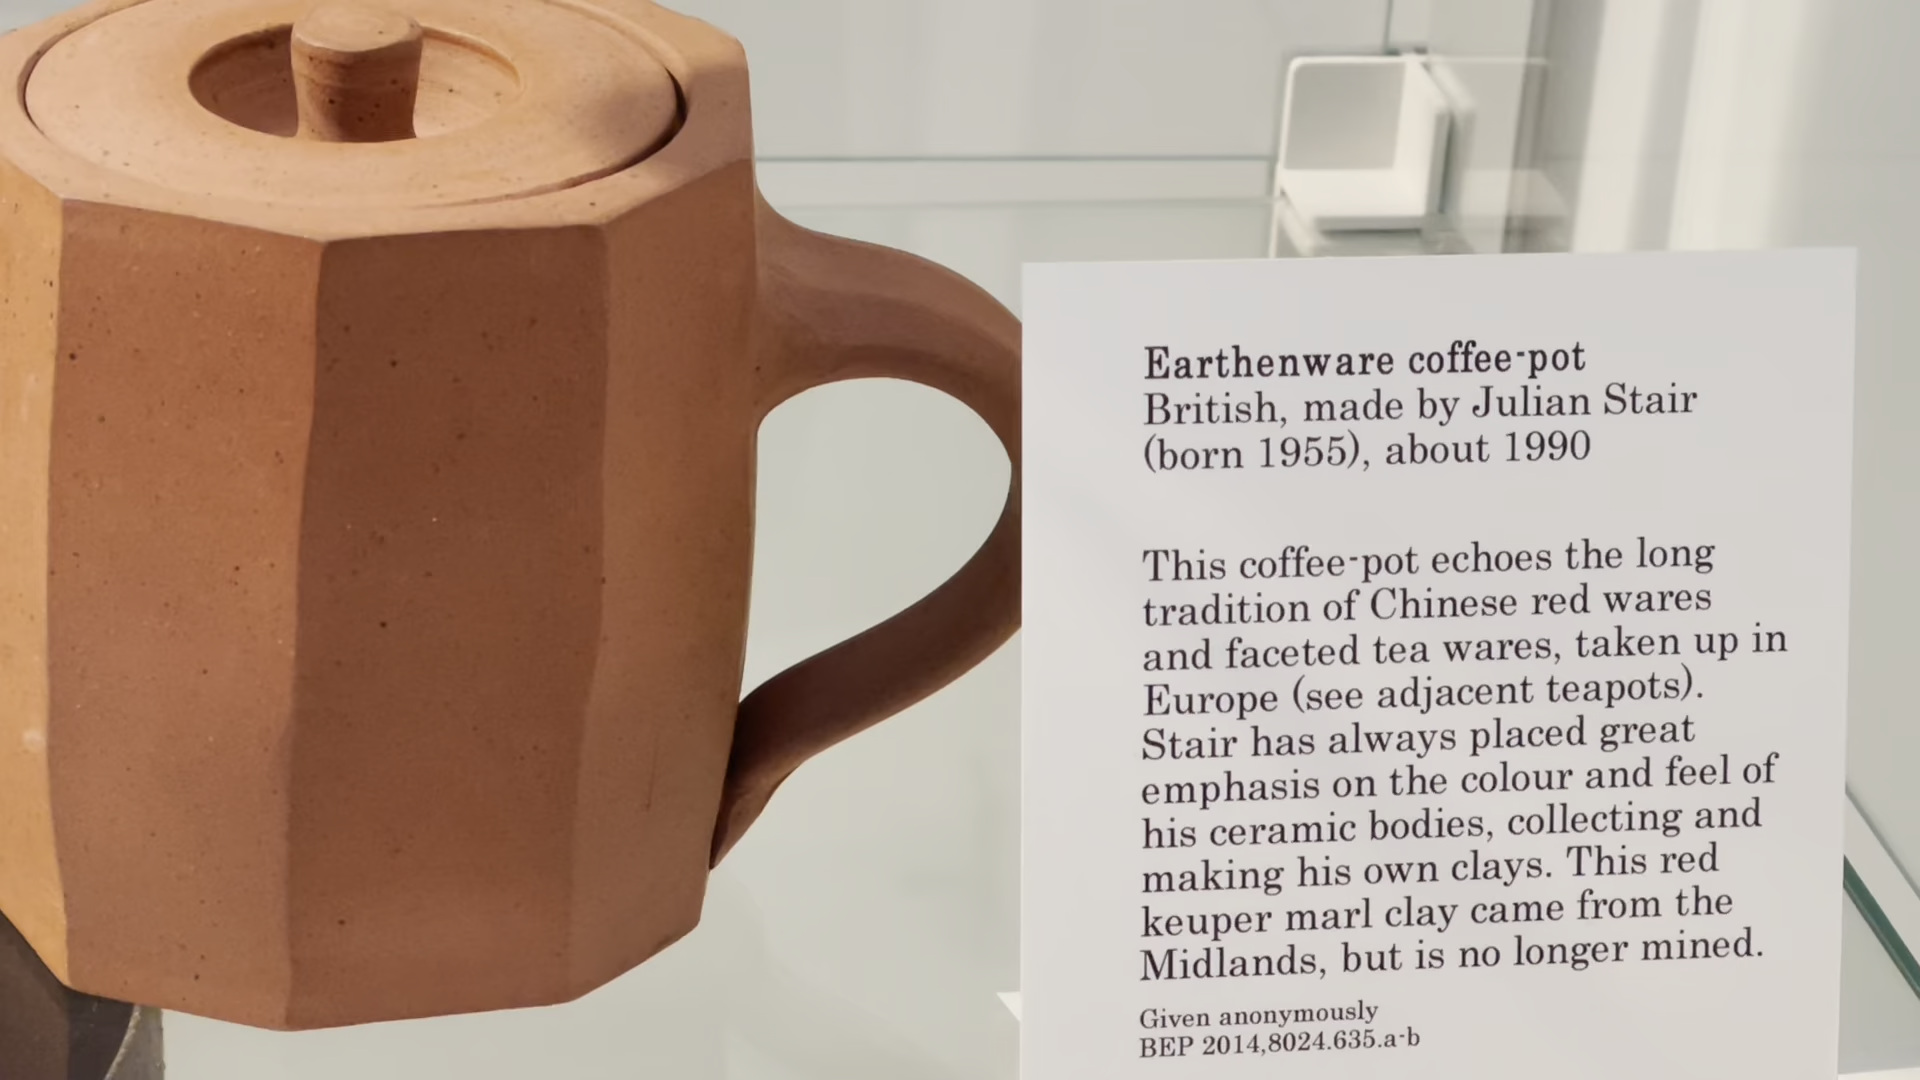 Earthenware coffee-pot
British, made by Julian Stair
(born 1955), about 1990
This coffee-pot echoes the long
tradition of Chinese red wares
and faceted tea wares, taken up in
Europe (see adjacent teapots).
Stair has always placed great
emphasis on the colour and feel of
his ceramic bodies, collecting and
making his own clays. This red
keuper marl clay came from the
Midlands, but is no longer mined.
Given anonymously
BEP 2014,8024.635.a-b